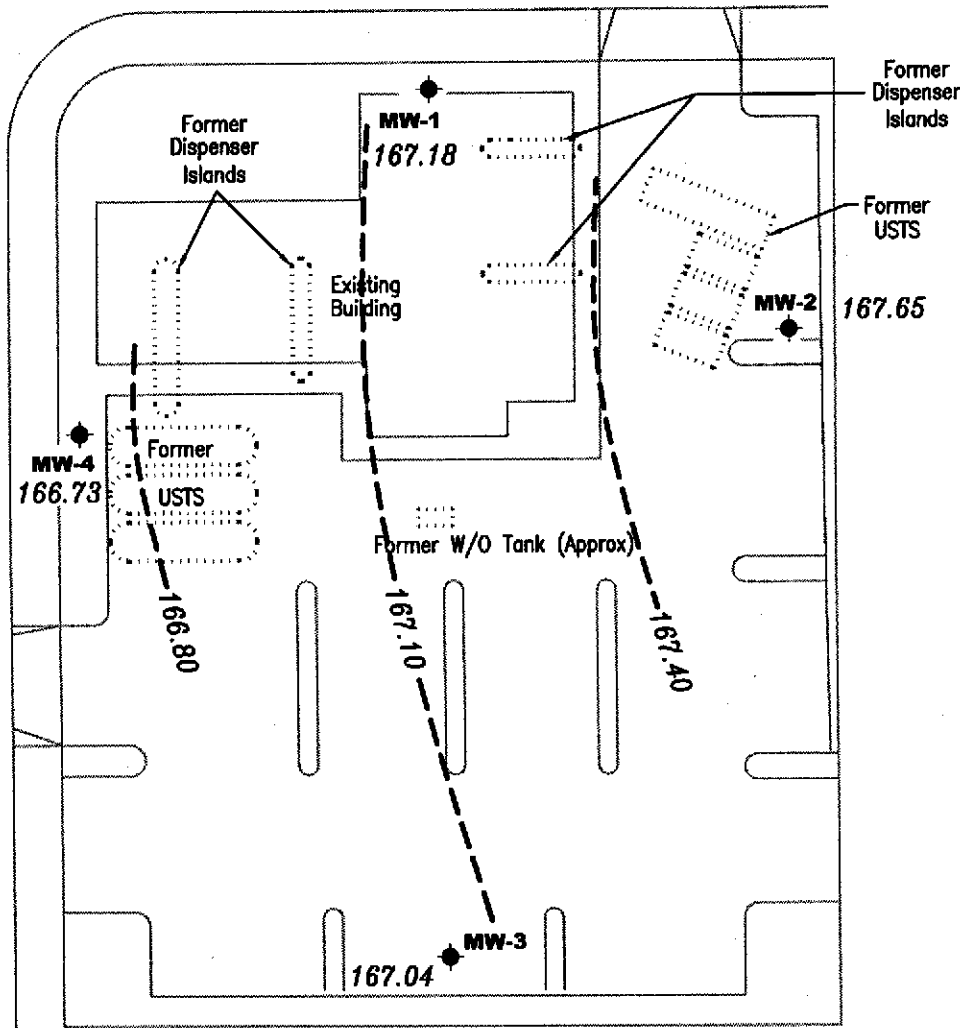 Former
Dispenser
Islands
MW-1
167.18
Former
Dispenser
Islands
Former
USTS
Existing
Building
MW-2
167.65
MW-4
166.73
Former
USTS
Former W/O Tank (Approx)
166.80
167.10
167.40
MW-3
167.04